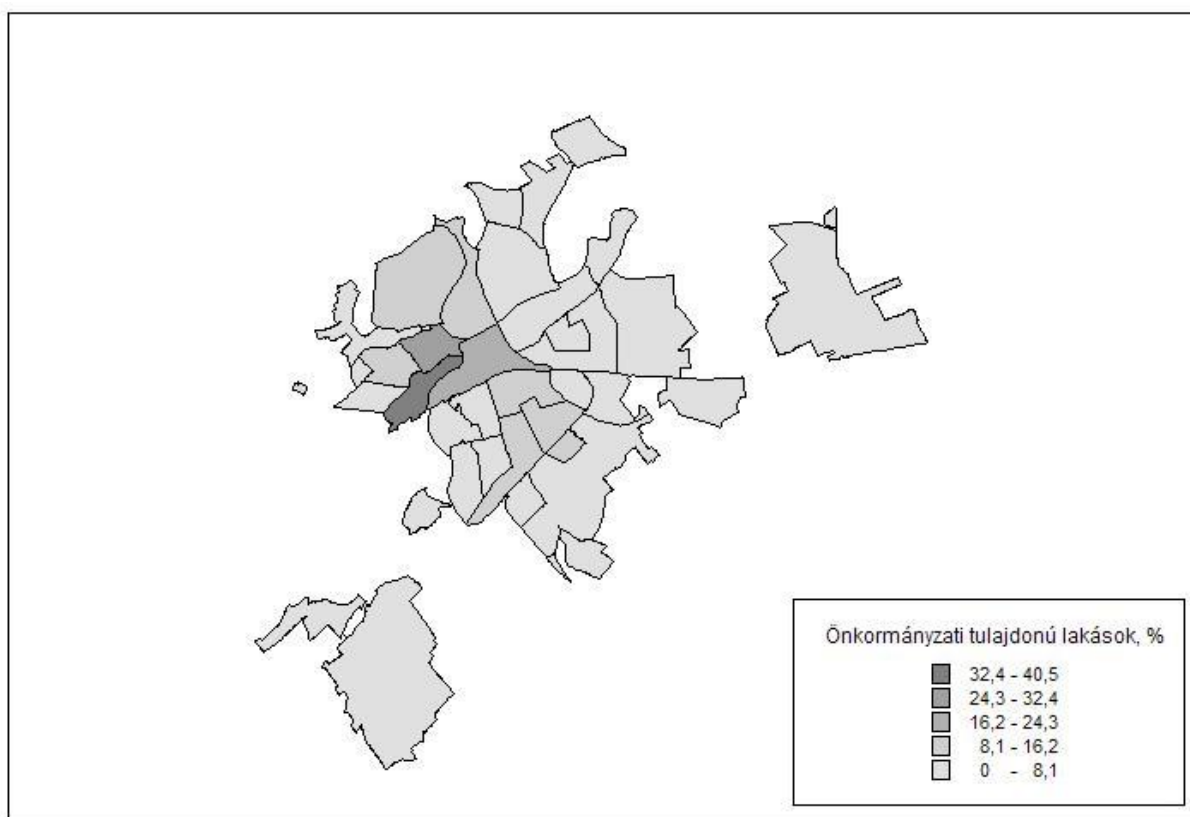 Önkormányzati tulajdonú lakások, %
32,4 - 40,5
24,3 - 32,4
16,2 - 24,3
8,1 - 16,2
0 - 8,1